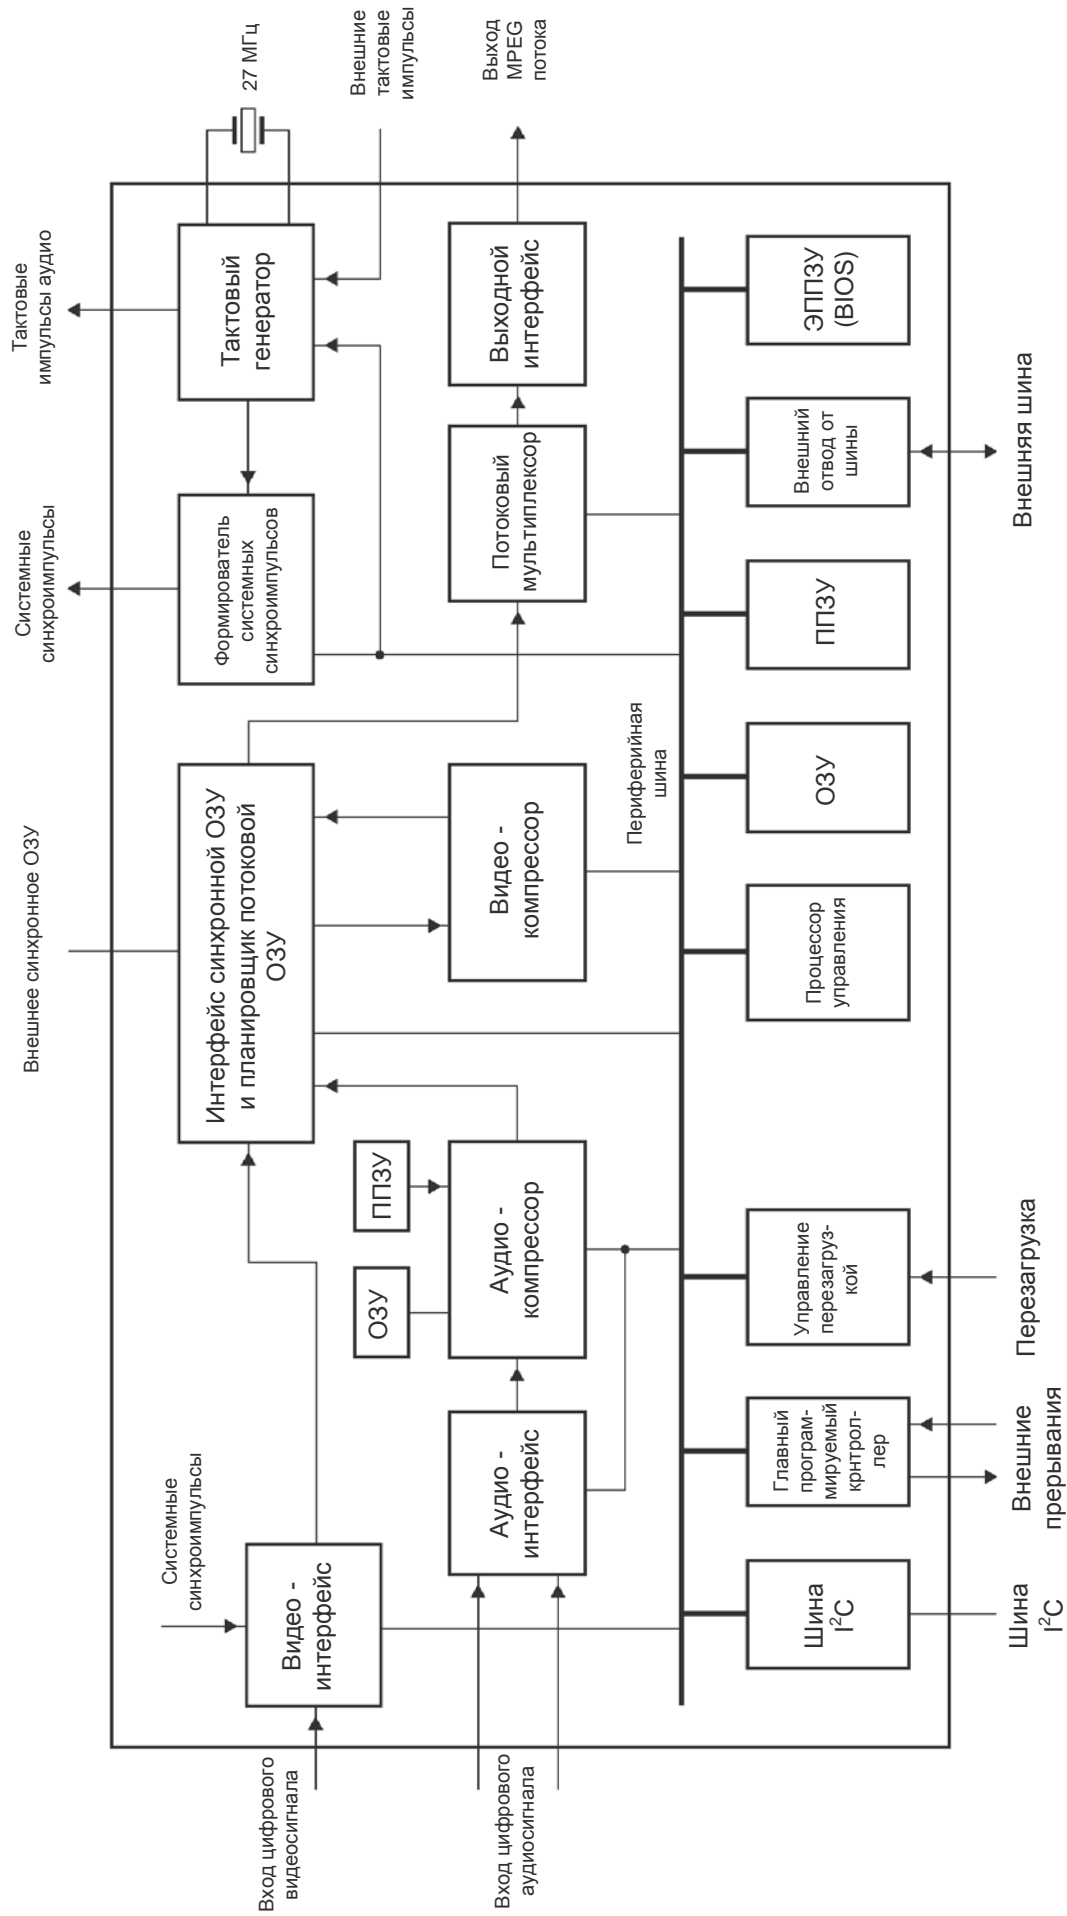 Внешнее синхронное ОЗУ
Системные
синхроимпульсы
Тактовые
импульсы аудио
Системные
синхроимпульсы
Вход цифрового
видеосигнала
Видео -
интерфейс
Интерфейс синхронной ОЗУ
и планировщик потоковой
ОЗУ
Формирователь
системных
синхроимпульсов
Тактовый
генератор
27 МГц
Внешние
тактовые
импульсы
ОЗУ
ППЗУ
Вход цифрового
аудиосигнала
Аудио -
интерфейс
Аудио -
компрессор
Видео -
компрессор
Потоковый
мультиплексор
Выходной
интерфейс
Выход
MPEG
потока
Периферийная
шина
Шина
I²C
Главный
програм-
мируемый
крнтрол-
лер
Управление
перезагруз-
кой
Процессор
управления
ОЗУ
ППЗУ
Внешний
отвод от
шины
ЭППЗУ
(BIOS)
Шина
I²C
Внешние
прерывания
Перезагрузка
Внешняя шина